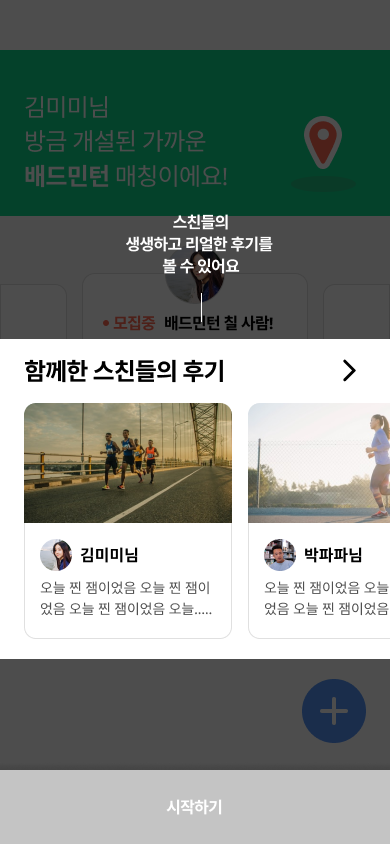 김미미님
방금 개설된 가까운
배드민턴 매칭이에요!
스친들의
생생하고 리얼한 후기를
볼 수 있어요
모집중 배드민턴 칠 사람!
함께한 스친들의 후기
김미미님
오늘 찐 잼이었음 오늘 찐 잼이
었음 오늘 찐 잼이었음 오늘.....
박파파님
오늘 찐 잼이었음 오늘
었음 오늘 찐 잼이었음
시작하기